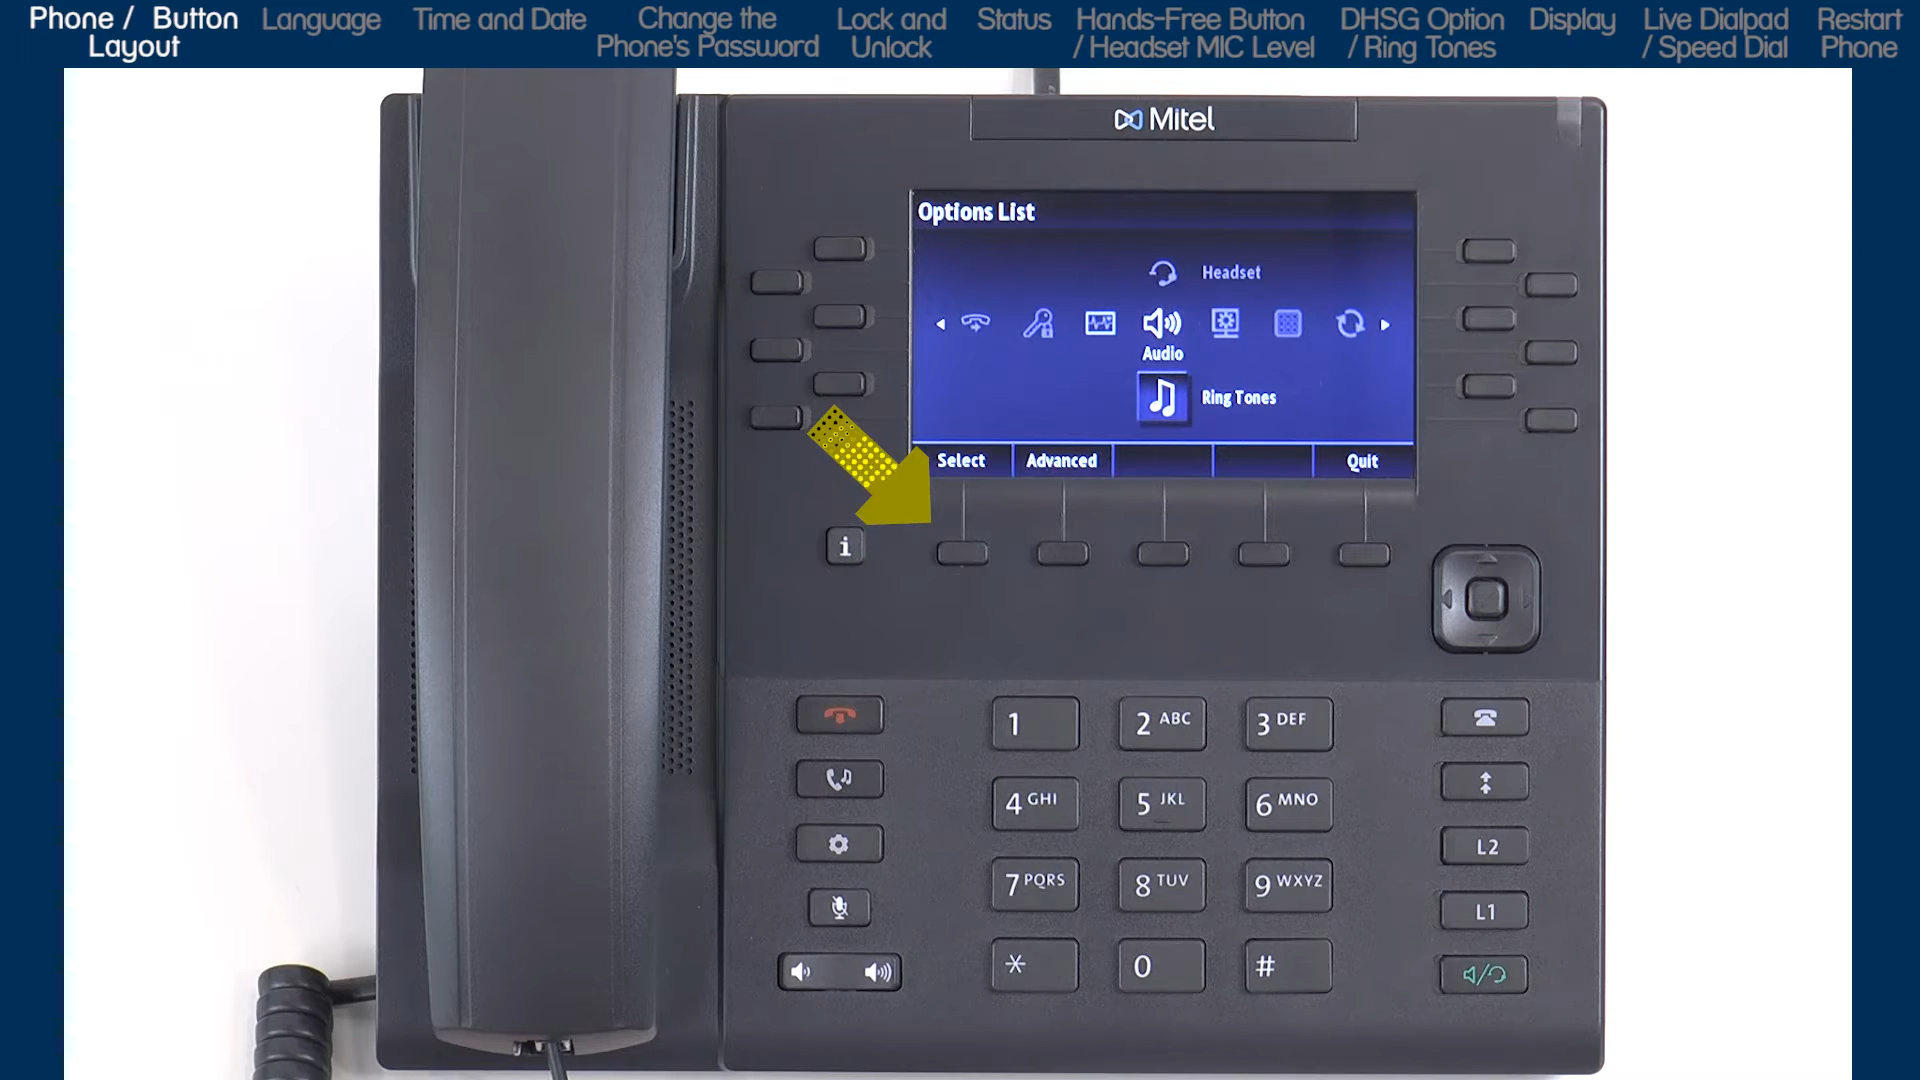 Phone / Button
Layout
Language
Time and Date
Change the
Phone's Password
Lock and
Unlock
Status
Hands-Free Button
/ Headset MIC Level
DHSG Option
/ Ring Tones
Display
Live Dialpad
/ Speed Dial
Restart
Phone
Mitel
Options List
Headset
Audio
Ring Tones
Select Advanced Quit
i
1 2 ABC 3 DEF
4 GHI 5 JKL 6 MNO
L2
7 PQRS 8 TUV 9 WXYZ
L1
* 0 #